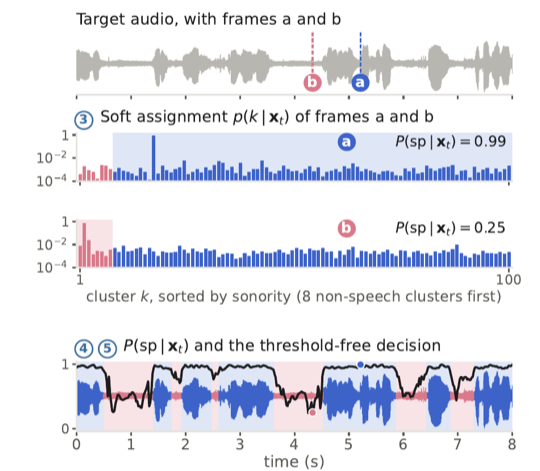 Target audio, with frames a and b
b a
③ Soft assignment p(k | xₜ) of frames a and b
1
a P(sp | xₜ) = 0.99
10⁻²
10⁻⁴
1
b P(sp | xₜ) = 0.25
10⁻²
10⁻⁴
1 100
cluster k, sorted by sonority (8 non-speech clusters first)
④ ⑤ P(sp | xₜ) and the threshold-free decision
1
0
0 1 2 3 4 5 6 7 8
time (s)